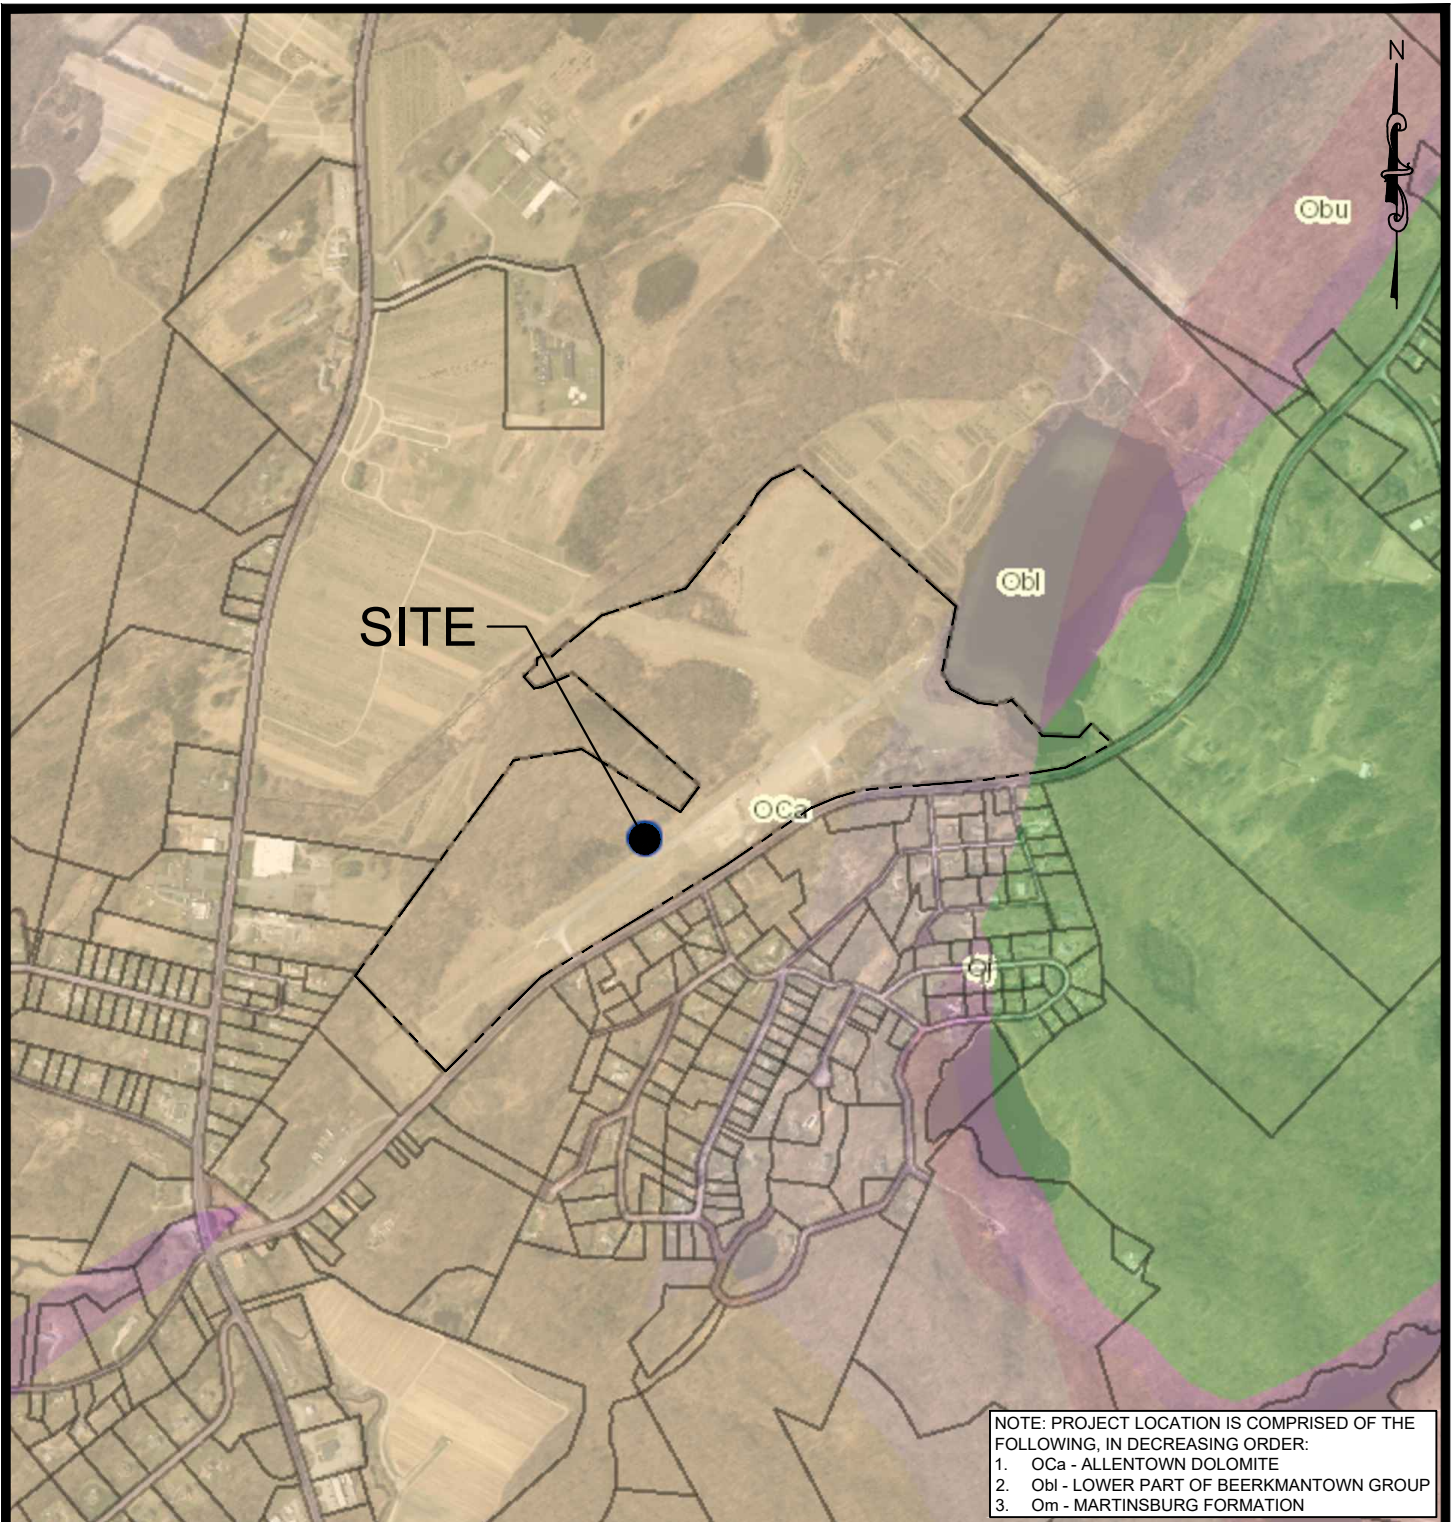 N
Obu
Obl
SITE
OCa
Oj
NOTE: PROJECT LOCATION IS COMPRISED OF THE
FOLLOWING, IN DECREASING ORDER:
1. OCa - ALLENTOWN DOLOMITE
2. Obl - LOWER PART OF BEERKMANTOWN GROUP
3. Om - MARTINSBURG FORMATION